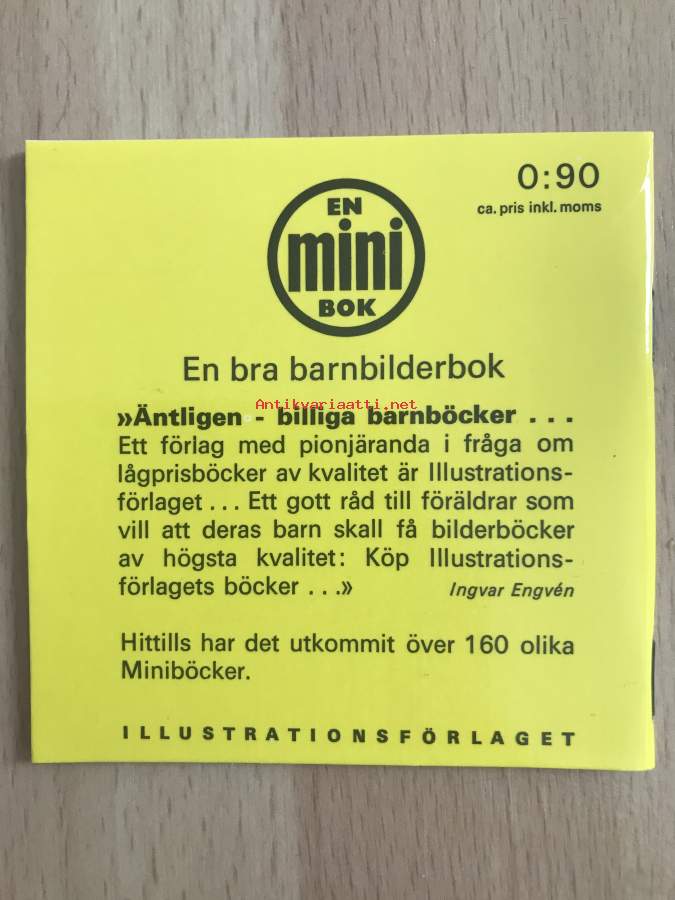 0:90
ca. pris inkl. moms
EN
mini
BOK
En bra barnbilderbok
Antikvariaatti.net
»Äntligen - billiga barnböcker . . .
Ett förlag med pionjäranda i fråga om
lågprisböcker av kvalitet är Illustrations-
förlaget . . . Ett gott råd till föräldrar som
vill att deras barn skall få bilderböcker
av högsta kvalitet: Köp Illustrations-
förlagets böcker . . .» Ingvar Engvén
Hittills har det utkommit över 160 olika
Miniböcker.
ILLUSTRATIONSFÖRLAGET